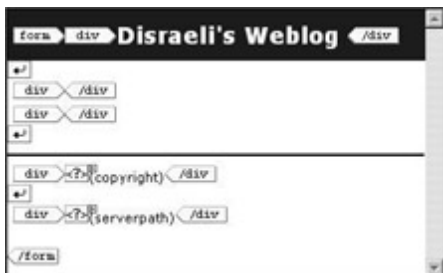 form div Disraeli's Weblog /div
div /div
div /div
div <?> (copyright) /div
div <?> (serverpath) /div
/form